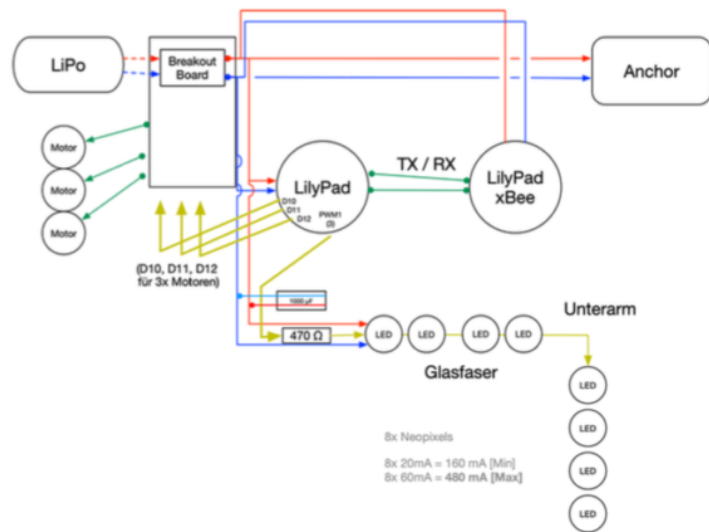 LiPo
Breakout
Board
Anchor
Motor
Motor
Motor
LilyPad
D10
D11
D12
PWM1
(3)
TX / RX
LilyPad
xBee
(D10, D11, D12
für 3x Motoren)
1000 µF
470 Ω
LED
LED
LED
LED
Unterarm
Glasfaser
LED
LED
LED
LED
8x Neopixels
8x 20mA = 160 mA [Min]
8x 60mA = 480 mA [Max]